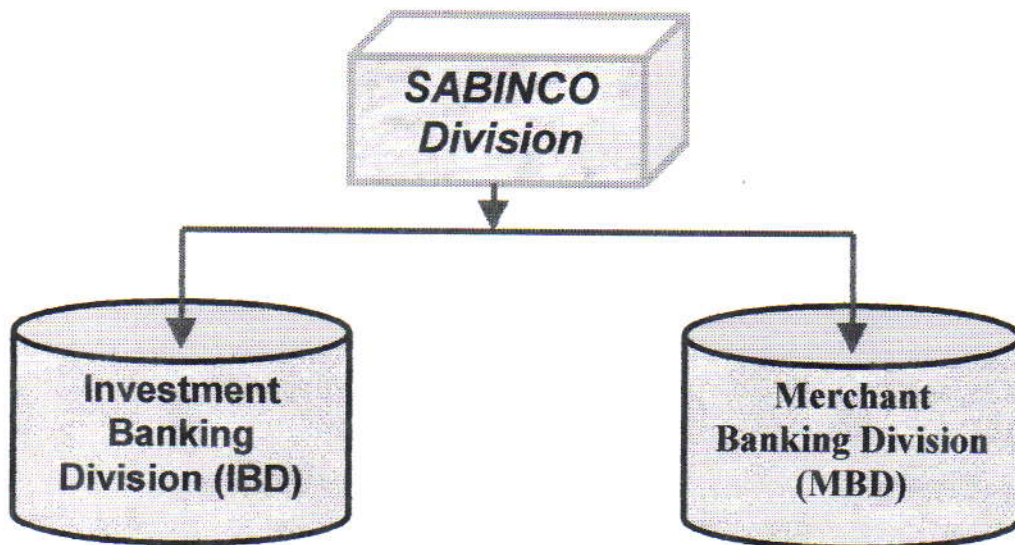 SABINCO
Division
Investment
Banking
Division (IBD)
Merchant
Banking Division
(MBD)